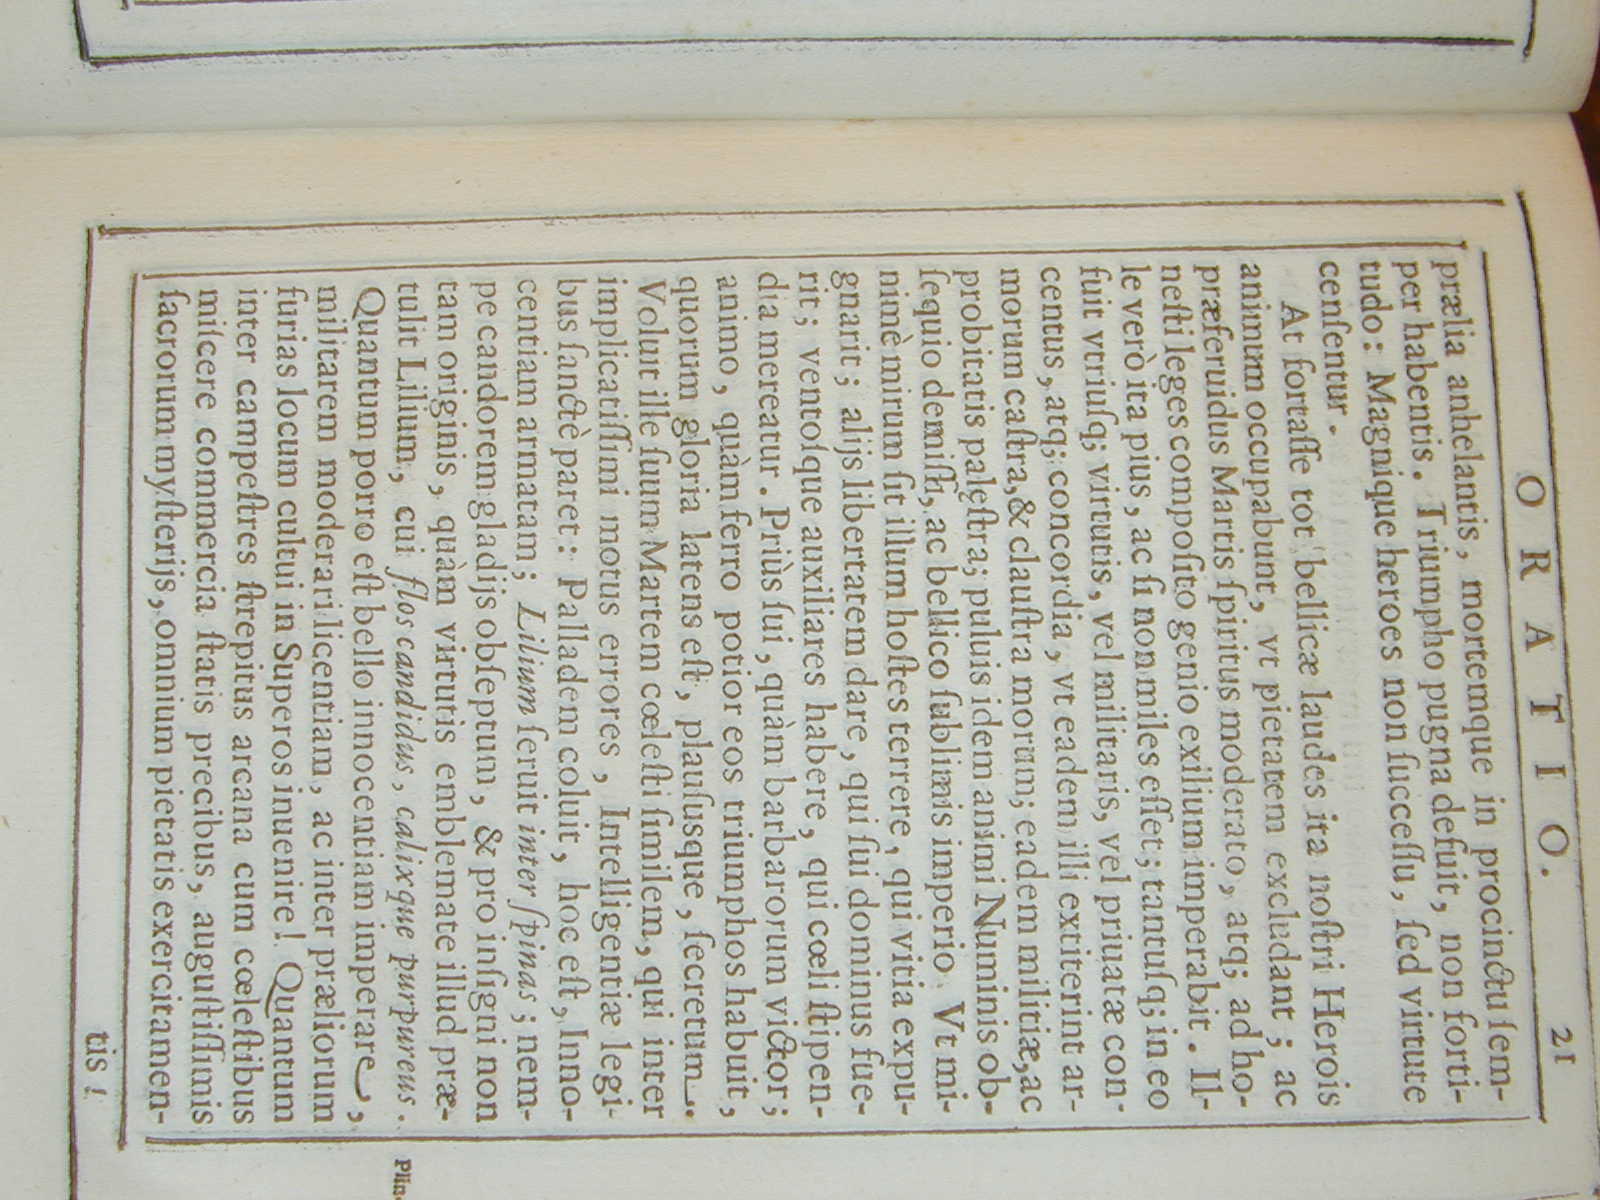 ORATIO. 21
prælia anhelantis, mortemque in procinctu ſem-
per habentis. Triumpho pugna defuit, non forti-
tudo: Magnique heroes non ſucceſſu, ſed virtute
cenſentur.
At fortaſſe tot bellicæ laudes ita noſtri Herois
animum occupabunt, vt pietatem excludant; ac
præferuidus Martis ſpiritus moderato, atq; ad ho-
neſti leges compoſito genio exilium imperabit. Il-
le verò ita pius, ac ſi non miles eſſet; tantuſq; in eo
fuit vtriuſq; virtutis, vel militaris, vel priuatæ con-
centus, atq; concordia, vt eadem illi extiterint ar-
morum caſtra, & clauſtra morum; eadem militiæ, ac
probitatis paleſtra; puluis idem animi Numinis ob-
ſequio demiſſi, ac bellico ſublimis imperio. Vt mi-
nimè mirum ſit illum hoſtes terrere, qui vitia expu-
gnarit; alijs libertatem dare, qui ſui dominus fue-
rit; ventoſque auxiliares habere, qui cœli ſtipen-
dia mereatur. Priùs ſui, quàm barbarorum victor;
animo, quàm ferro potior eos triumphos habuit,
quorum gloria latens eſt, plauſusque, ſecretum.
Voluit ille ſuum Martem cœleſti ſimilem, qui inter
implicatiſſimi motus errores, Intelligentiæ legi-
bus ſanctè paret: Palladem coluit, hoc eſt, Inno-
centiam armatam; Lilium ſeruit inter ſpinas; nem-
pe candorem gladijs obſeptum, & pro inſigni non
tam originis, quàm virtutis emblemate illud præ-
tulit Lilium, cui flos candidus, calixque purpureus.
Plin.
Quantum porro eſt bello innocentiam imperare,
militarem moderari licentiam, ac inter præliorum
furias locum cultui in Superos inuenire! Quantum
inter campeſtres ſtrepitus arcana cum cœleſtibus
miſcere commercia ſtatis precibus, auguſtiſſimis
ſacrorum myſterijs, omnium pietatis exercitamen-
tis!